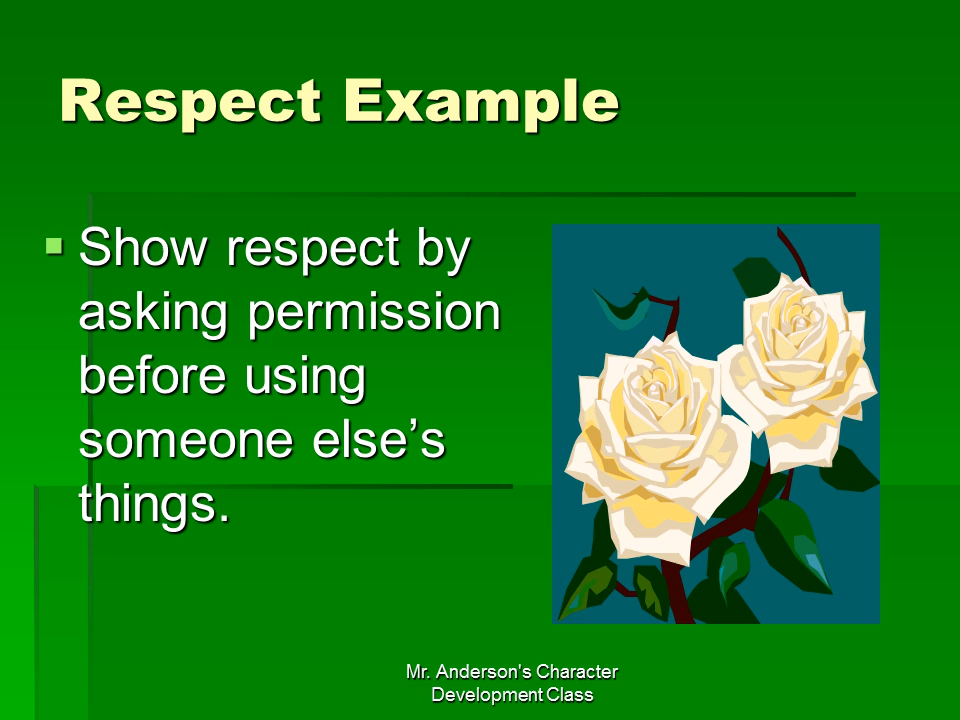 Respect Example
▪ Show respect by
asking permission
before using
someone else’s
things.
Mr. Anderson's Character
Development Class